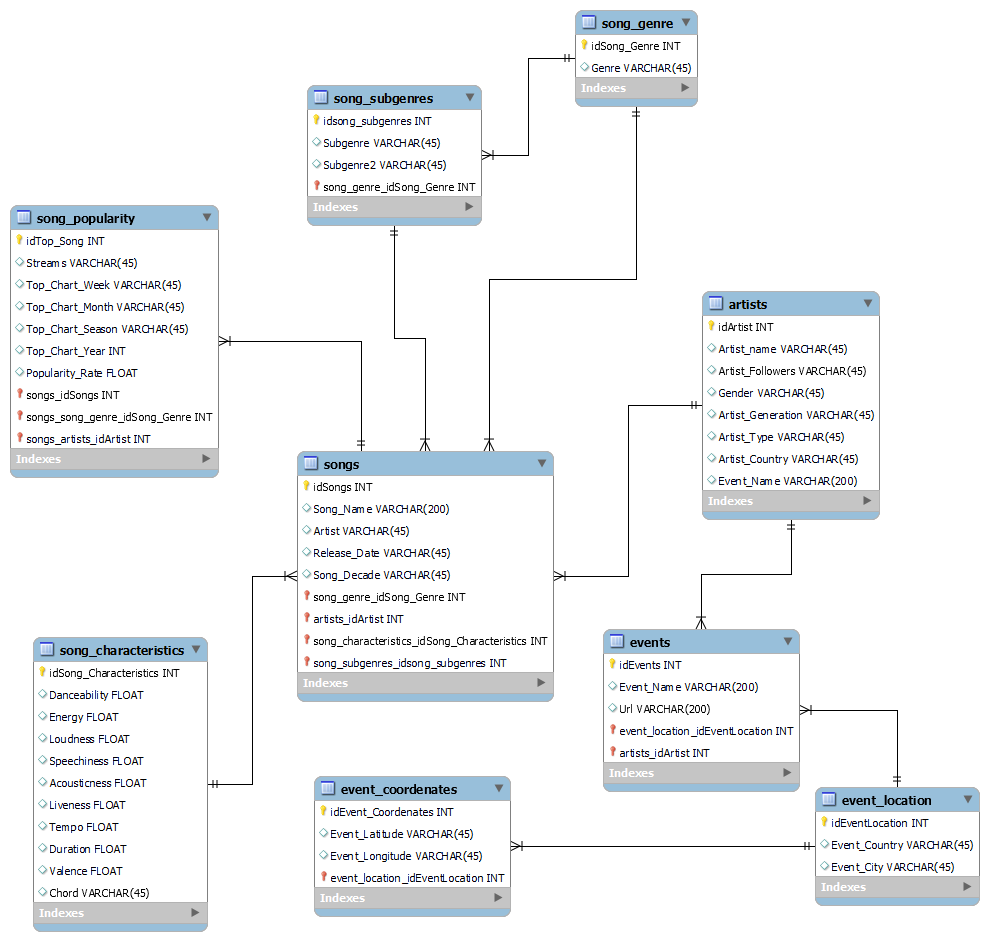 song_genre
idSong_Genre INT
Genre VARCHAR(45)
Indexes
song_subgenres
idsong_subgenres INT
Subgenre VARCHAR(45)
Subgenre2 VARCHAR(45)
song_genre_idSong_Genre INT
Indexes
song_popularity
idTop_Song INT
Streams VARCHAR(45)
Top_Chart_Week VARCHAR(45)
Top_Chart_Month VARCHAR(45)
Top_Chart_Season VARCHAR(45)
Top_Chart_Year INT
Popularity_Rate FLOAT
songs_idSongs INT
songs_song_genre_idSong_Genre INT
songs_artists_idArtist INT
Indexes
artists
idArtist INT
Artist_name VARCHAR(45)
Artist_Followers VARCHAR(45)
Gender VARCHAR(45)
Artist_Generation VARCHAR(45)
Artist_Type VARCHAR(45)
Artist_Country VARCHAR(45)
Event_Name VARCHAR(200)
Indexes
songs
idSongs INT
Song_Name VARCHAR(200)
Artist VARCHAR(45)
Release_Date VARCHAR(45)
Song_Decade VARCHAR(45)
song_genre_idSong_Genre INT
artists_idArtist INT
song_characteristics_idSong_Characteristics INT
song_subgenres_idsong_subgenres INT
Indexes
song_characteristics
idSong_Characteristics INT
Danceability FLOAT
Energy FLOAT
Loudness FLOAT
Speechiness FLOAT
Acousticness FLOAT
Liveness FLOAT
Tempo FLOAT
Duration FLOAT
Valence FLOAT
Chord VARCHAR(45)
Indexes
events
idEvents INT
Event_Name VARCHAR(200)
Url VARCHAR(200)
event_location_idEventLocation INT
artists_idArtist INT
Indexes
event_coordenates
idEvent_Coordenates INT
Event_Latitude VARCHAR(45)
Event_Longitude VARCHAR(45)
event_location_idEventLocation INT
Indexes
event_location
idEventLocation INT
Event_Country VARCHAR(45)
Event_City VARCHAR(45)
Indexes